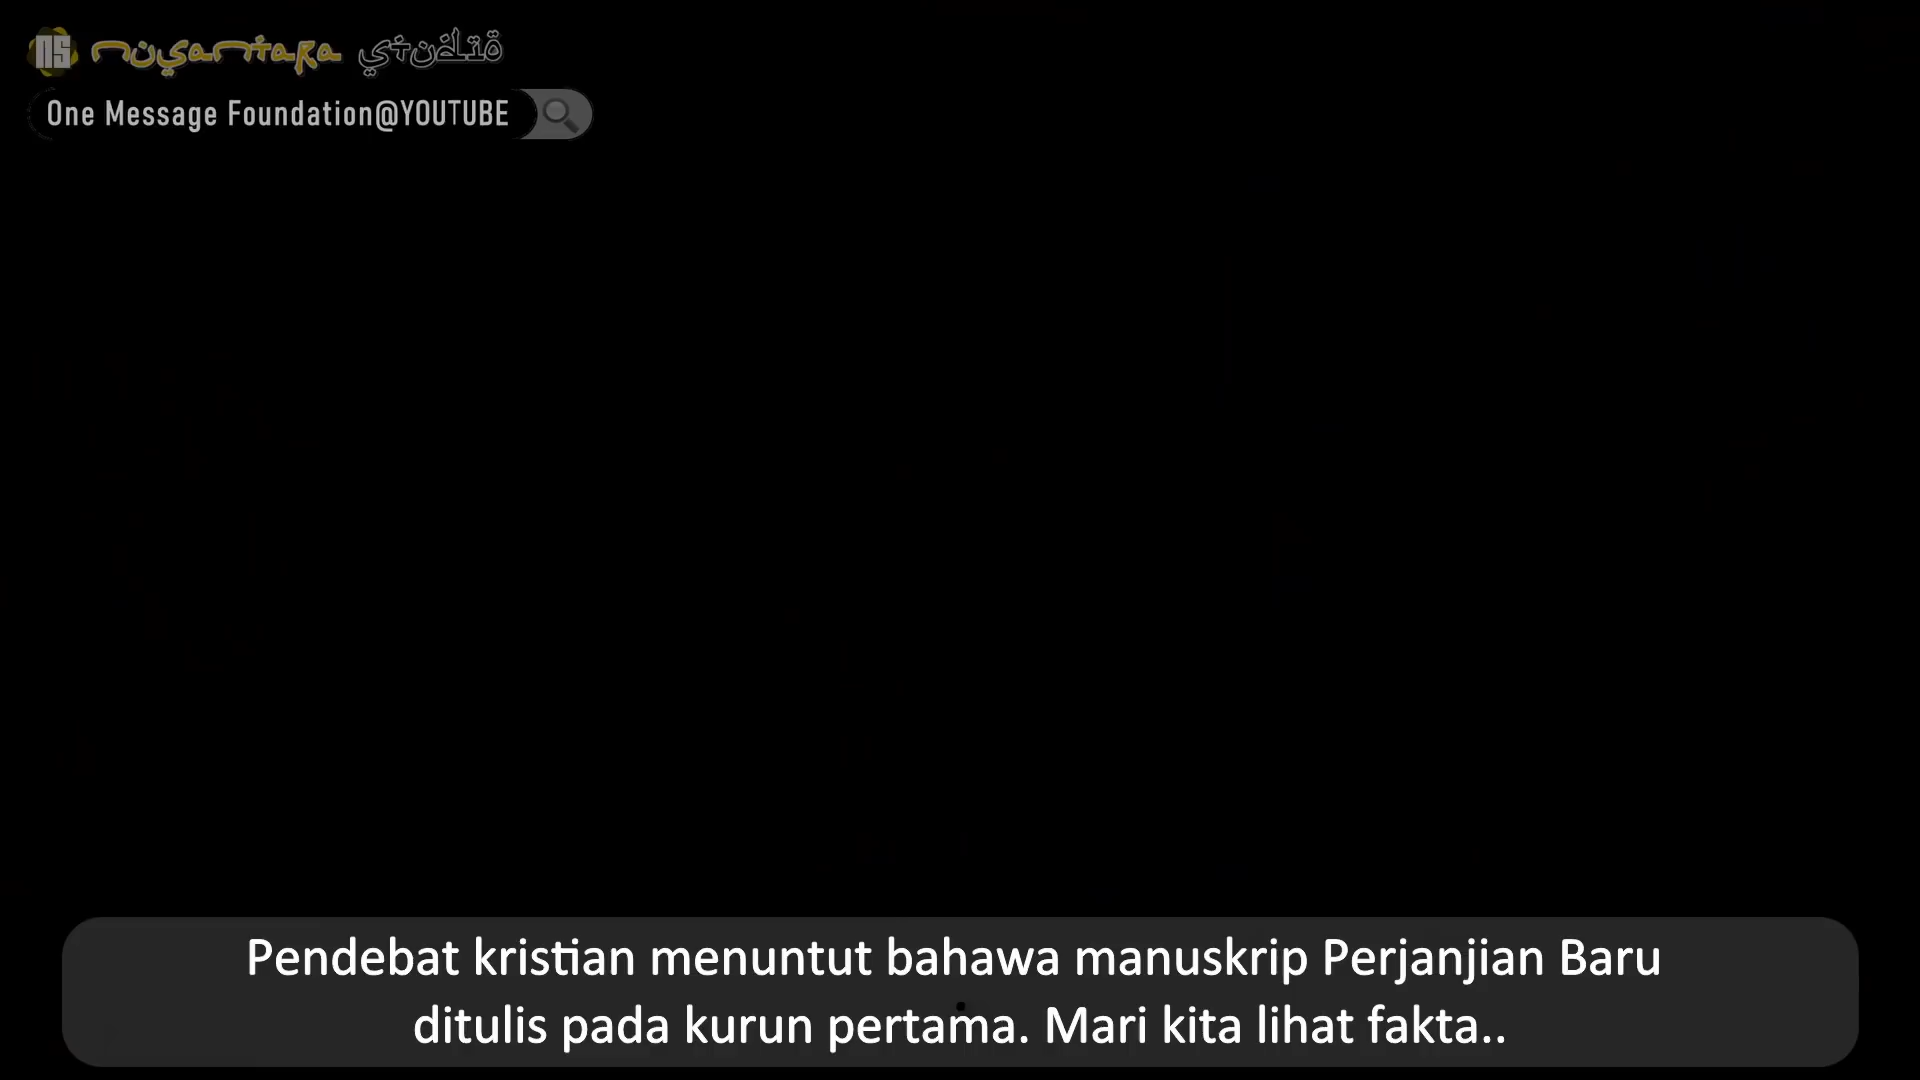 NS nusantara studio
One Message Foundation@YOUTUBE
Pendebat kristian menuntut bahawa manuskrip Perjanjian Baru
ditulis pada kurun pertama. Mari kita lihat fakta..